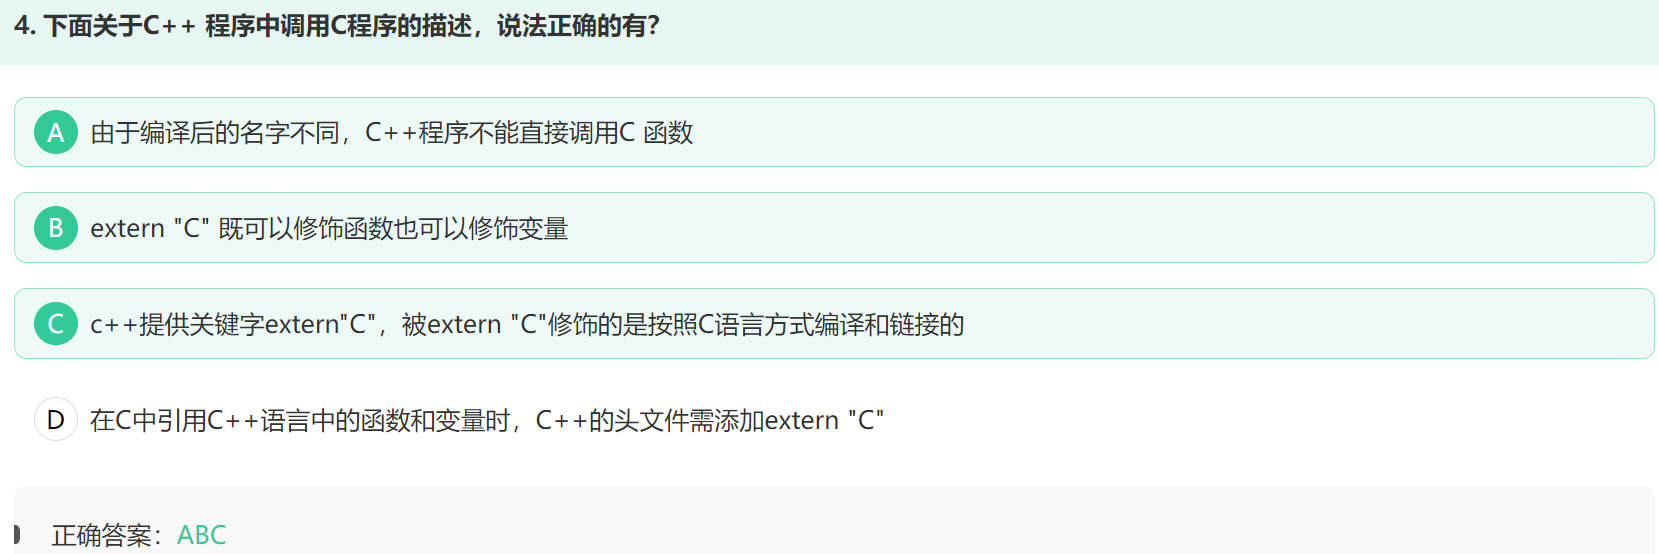 4. 下面关于C++ 程序中调用C程序的描述，说法正确的有？
A 由于编译后的名字不同，C++程序不能直接调用C 函数
B extern "C" 既可以修饰函数也可以修饰变量
C c++提供关键字extern"C"，被extern "C"修饰的是按照C语言方式编译和链接的
D 在C中引用C++语言中的函数和变量时，C++的头文件需添加extern "C"
正确答案：ABC